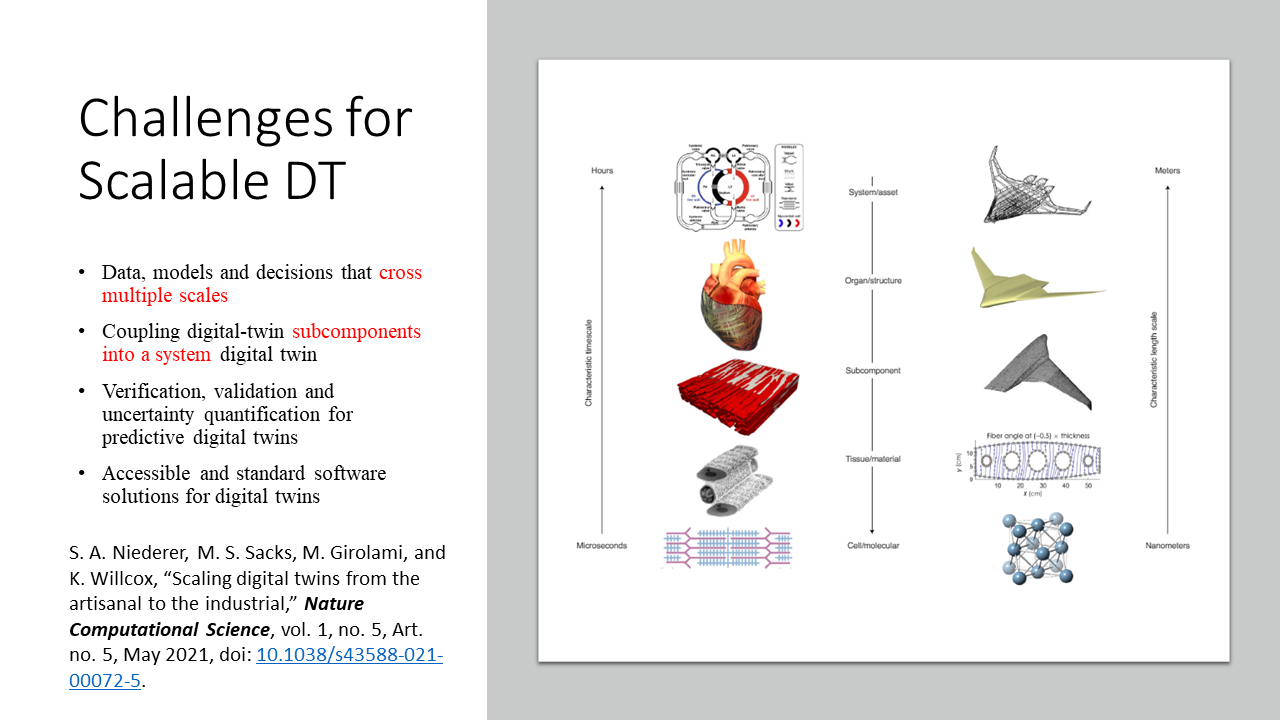 Challenges for
Scalable DT
• Data, models and decisions that cross
multiple scales
• Coupling digital-twin subcomponents
into a system digital twin
• Verification, validation and
uncertainty quantification for
predictive digital twins
• Accessible and standard software
solutions for digital twins
S. A. Niederer, M. S. Sacks, M. Girolami, and
K. Willcox, “Scaling digital twins from the
artisanal to the industrial,” Nature
Computational Science, vol. 1, no. 5, Art.
no. 5, May 2021, doi: 10.1038/s43588-021-
00072-5.
Hours
Characteristic timescale
Microseconds
System/asset
Organ/structure
Subcomponent
Tissue/material
Cell/molecular
Fiber angle at (-0.5) × thickness
y (cm)
10
5
0
10 20 30 40 50
X (cm)
Meters
Characteristic length scale
Nanometers